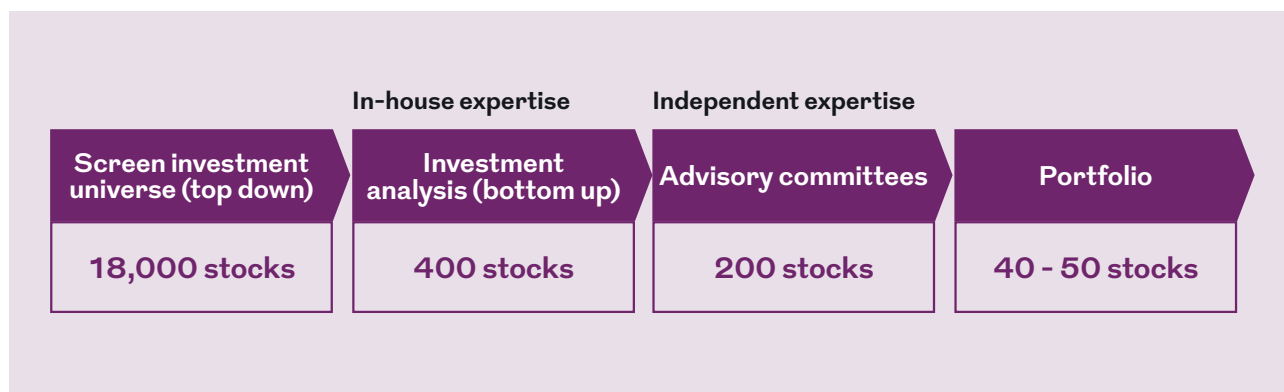 In-house expertise
Independent expertise
Screen investment
universe (top down)
Investment
analysis (bottom up)
Advisory committees
Portfolio
18,000 stocks
400 stocks
200 stocks
40 - 50 stocks